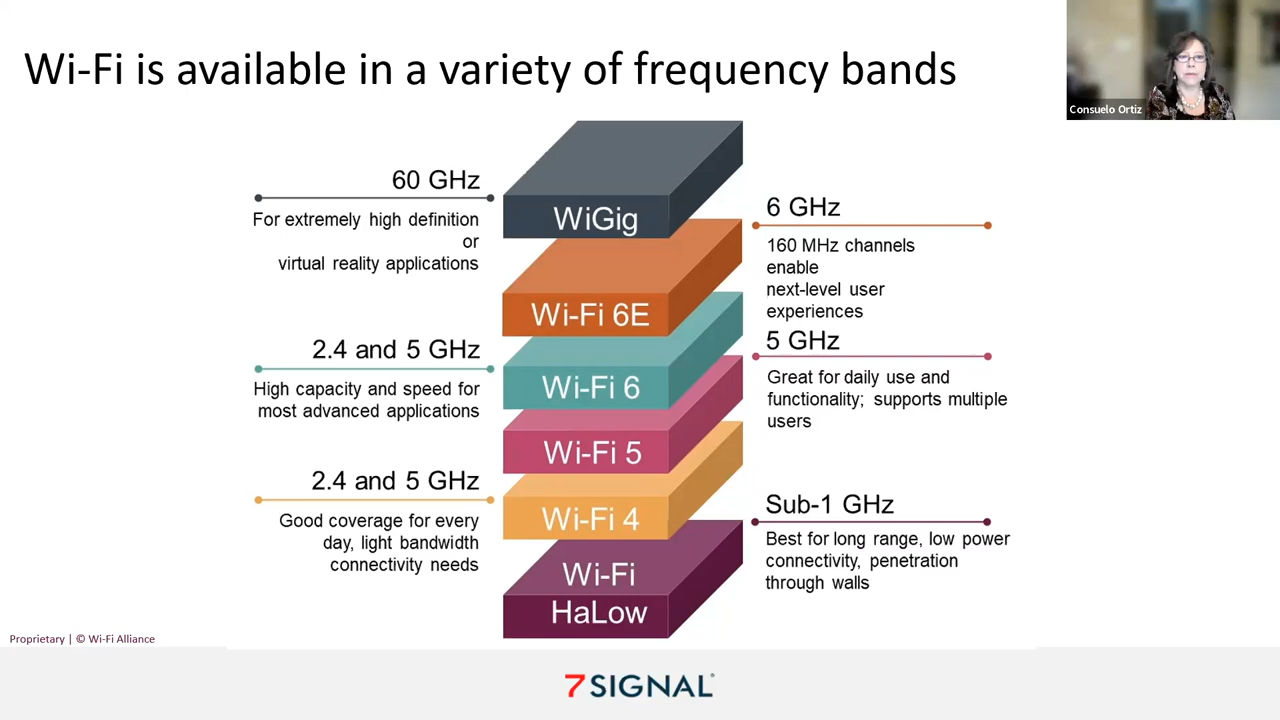 Wi-Fi is available in a variety of frequency bands
Consuelo Ortiz
60 GHz
For extremely high definition
or
virtual reality applications
WiGig
6 GHz
160 MHz channels
enable
next-level user
experiences
Wi-Fi 6E
2.4 and 5 GHz
High capacity and speed for
most advanced applications
Wi-Fi 6
5 GHz
Great for daily use and
functionality; supports multiple
users
Wi-Fi 5
2.4 and 5 GHz
Good coverage for every
day, light bandwidth
connectivity needs
Wi-Fi 4
Sub-1 GHz
Best for long range, low power
connectivity, penetration
through walls
Wi-Fi
HaLow
Proprietary | © Wi-Fi Alliance
7SIGNAL®